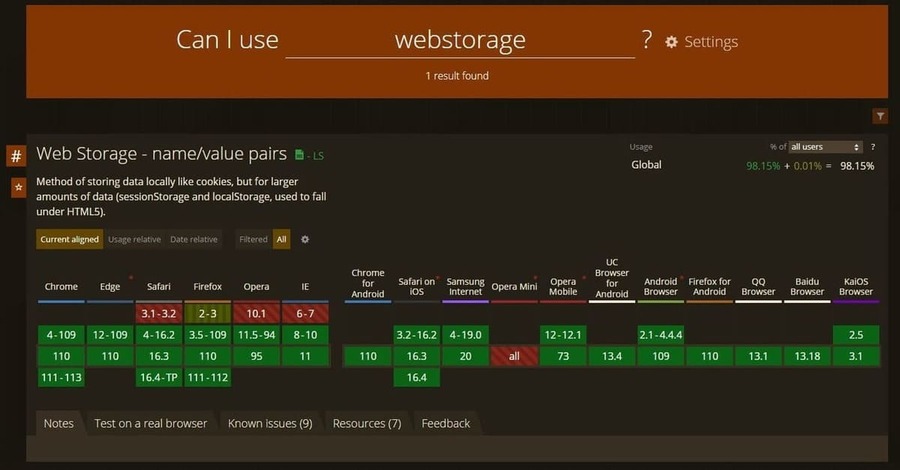 Can I use webstorage ? Settings
1 result found
# Web Storage - name/value pairs - LS
Usage % of all users ?
Global 98.15% + 0.01% = 98.15%
Method of storing data locally like cookies, but for larger
amounts of data (sessionStorage and localStorage, used to fall
under HTML5).
Current aligned Usage relative Date relative Filtered All
Chrome Edge * Safari Firefox Opera IE Chrome for Android Safari on iOS * Samsung Internet Opera Mini * Opera Mobile * UC Browser for Android Android Browser * Firefox for Android QQ Browser Baidu Browser KaiOS Browser
3.1-3.2 2-3 10.1 6-7
4-109 12-109 4-16.2 3.5-109 11.5-94 8-10 3.2-16.2 4-19.0 12-12.1 2.1-4.4.4 2.5
110 110 16.3 110 95 11 110 16.3 20 all 73 13.4 109 110 13.1 13.18 3.1
111-113 16.4-TP 111-112 16.4
Notes Test on a real browser Known issues (9) Resources (7) Feedback